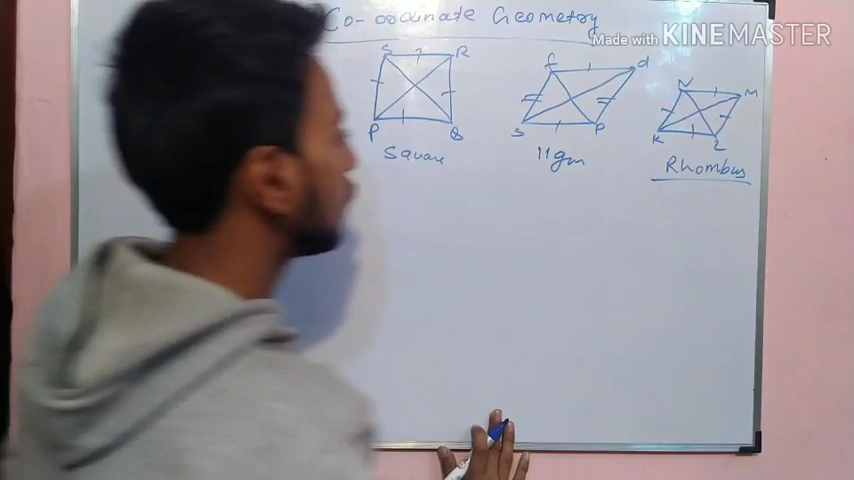 Co-ordinate Geometry
Made with KINEMASTER
S R
P Q
Square
f d
S P
11gm
N M
K L
Rhombus